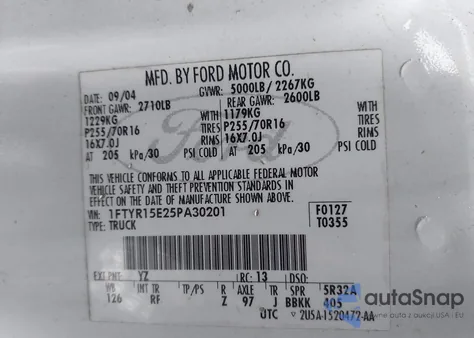 MFD. BY FORD MOTOR CO.
DATE: 09/04 GVWR: 5000LB/ 2267KG
FRONT GAWR: 2710LB REAR GAWR: 2600LB
1229KG WITH 1179KG WITH
P255/70R16 TIRES P255/70R16 TIRES
16X7.0J RIMS 16X7.0J RIMS
AT 205 kPa/30 PSI COLD AT 205 kPa/30 PSI COLD
Ford
THIS VEHICLE CONFORMS TO ALL APPLICABLE FEDERAL MOTOR
VEHICLE SAFETY AND THEFT PREVENTION STANDARDS IN
EFFECT ON THE DATE OF MANUFACTURE SHOWN ABOVE.
VIN: 1FTYR15E25PA30201 F0127
TYPE: TRUCK T0355
EXT PNT: YZ RC: 13 DSO:
WB INT TR TP/PS R AXLE TR SPR 5R32A
126 RF Z 97 J BBKK 405
UTC 2U5A-1520472-AA
autaSnap